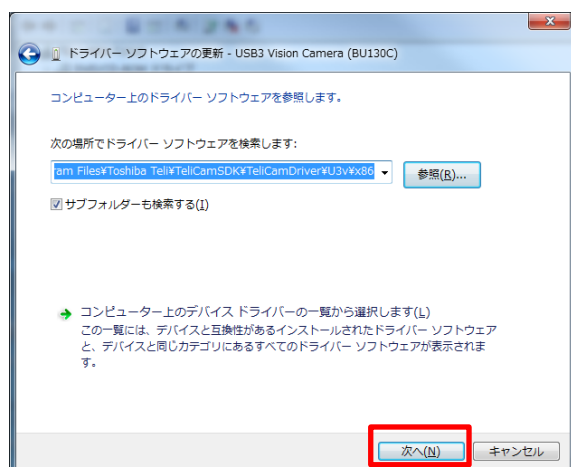 ドライバー ソフトウェアの更新 - USB3 Vision Camera (BU130C)
コンピューター上のドライバー ソフトウェアを参照します。
次の場所でドライバー ソフトウェアを検索します:
ram Files¥Toshiba Teli¥TeliCamSDK¥TeliCamDriver¥U3v¥x86
参照(R)...
サブフォルダーも検索する(I)
コンピューター上のデバイス ドライバーの一覧から選択します(L)
この一覧には、デバイスと互換性があるインストールされたドライバー ソフトウェア
と、デバイスと同じカテゴリにあるすべてのドライバー ソフトウェアが表示されま
す。
次へ(N)
キャンセル